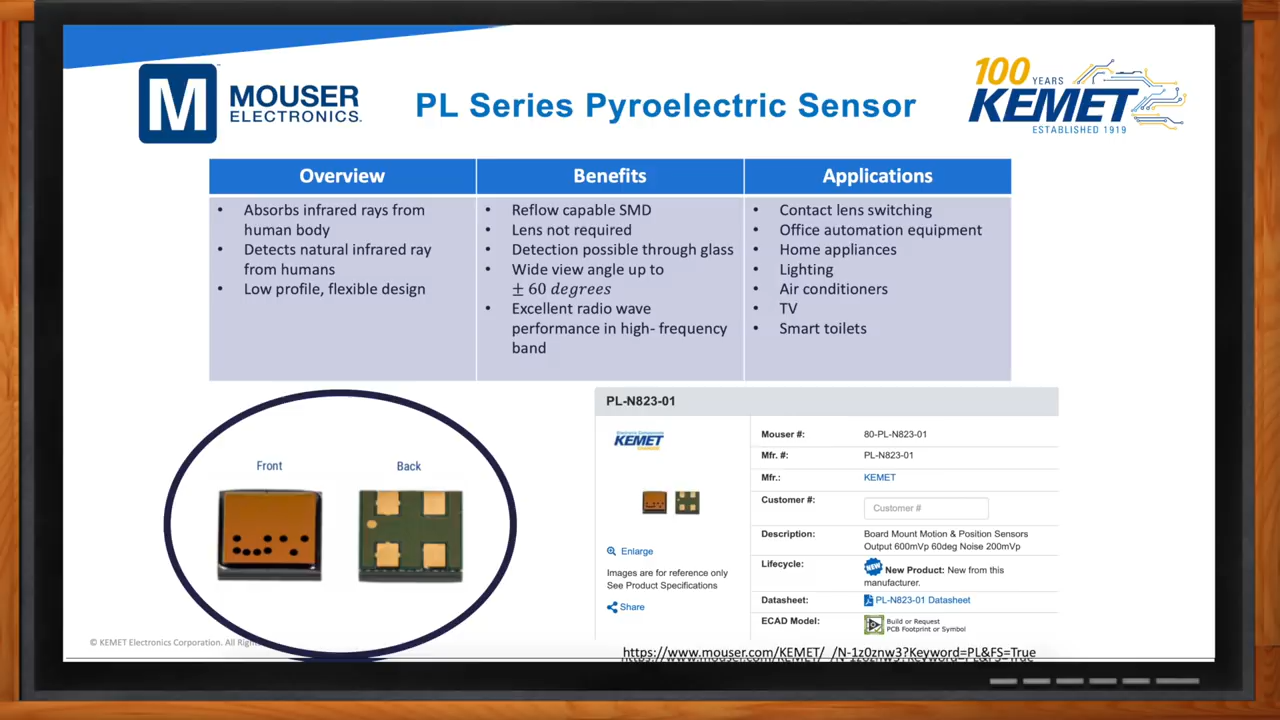 M
MOUSER
ELECTRONICS.
PL Series Pyroelectric Sensor
100
YEARS
KEMET
ESTABLISHED 1919
Overview
Benefits
Applications
• Absorbs infrared rays from
human body
• Detects natural infrared ray
from humans
• Low profile, flexible design
• Reflow capable SMD
• Lens not required
• Detection possible through glass
• Wide view angle up to
± 60 degrees
• Excellent radio wave
performance in high- frequency
band
• Contact lens switching
• Office automation equipment
• Home appliances
• Lighting
• Air conditioners
• TV
• Smart toilets
Front
Back
PL-N823-01
Electronic Components
KEMET
Enlarge
Images are for reference only
See Product Specifications
Share
Mouser #: 80-PL-N823-01
Mfr. #: PL-N823-01
Mfr.: KEMET
Customer #: Customer #
Description: Board Mount Motion & Position Sensors
Output 600mVp 60deg Noise 200mVp
Lifecycle: NEW New Product: New from this
manufacturer.
Datasheet: PL-N823-01 Datasheet
ECAD Model: Build or Request
PCB Footprint or Symbol
© KEMET Electronics Corporation. All Rig
https://www.mouser.com/KEMET/_/N-1z0znw3?Keyword=PL&FS=True